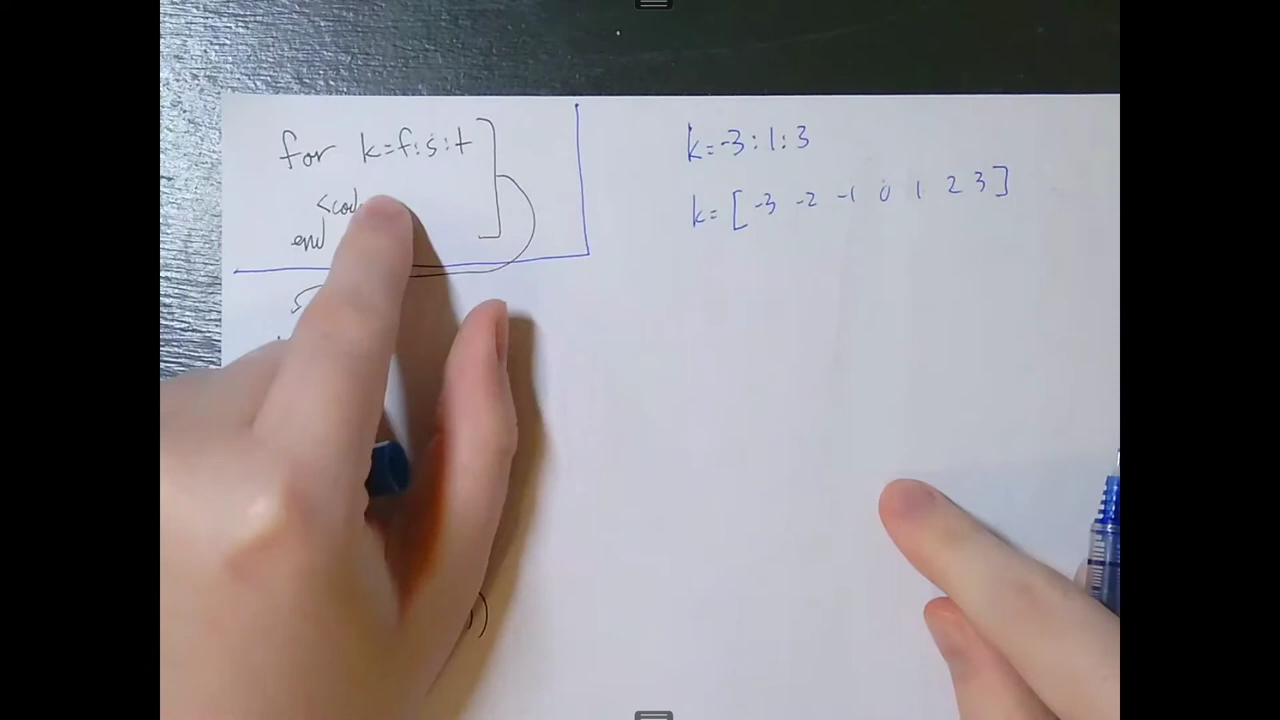 for k=f:s:t
end
k=-3:1:3
k=[-3 -2 -1 0 1 2 3]